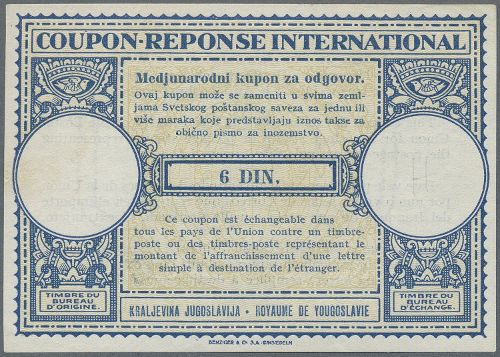 COUPON-REPONSE INTERNATIONAL
Medjunarodni kupon za odgovor.
Ovaj kupon može se zameniti u svima zemljama
Svetskog poštanskog saveza za jednu ili
više maraka koje predstavljaju iznos takse za
obično pismo za inozemstvo.
6 DIN.
Ce coupon est échangeable dans
tous les pays de l'Union contre un timbre-
poste ou des timbres-poste représentant le
montant de l'affranchissement d'une lettre
simple à destination de l'étranger.
TIMBRE DU
BUREAU
D'ORIGINE.
KRALJEVINA JUGOSLAVIJA • ROYAUME DE YOUGOSLAVIE
TIMBRE DU
BUREAU
D'ÉCHANGE.
BENZIGER & Co S.A.-EINSIEDELN